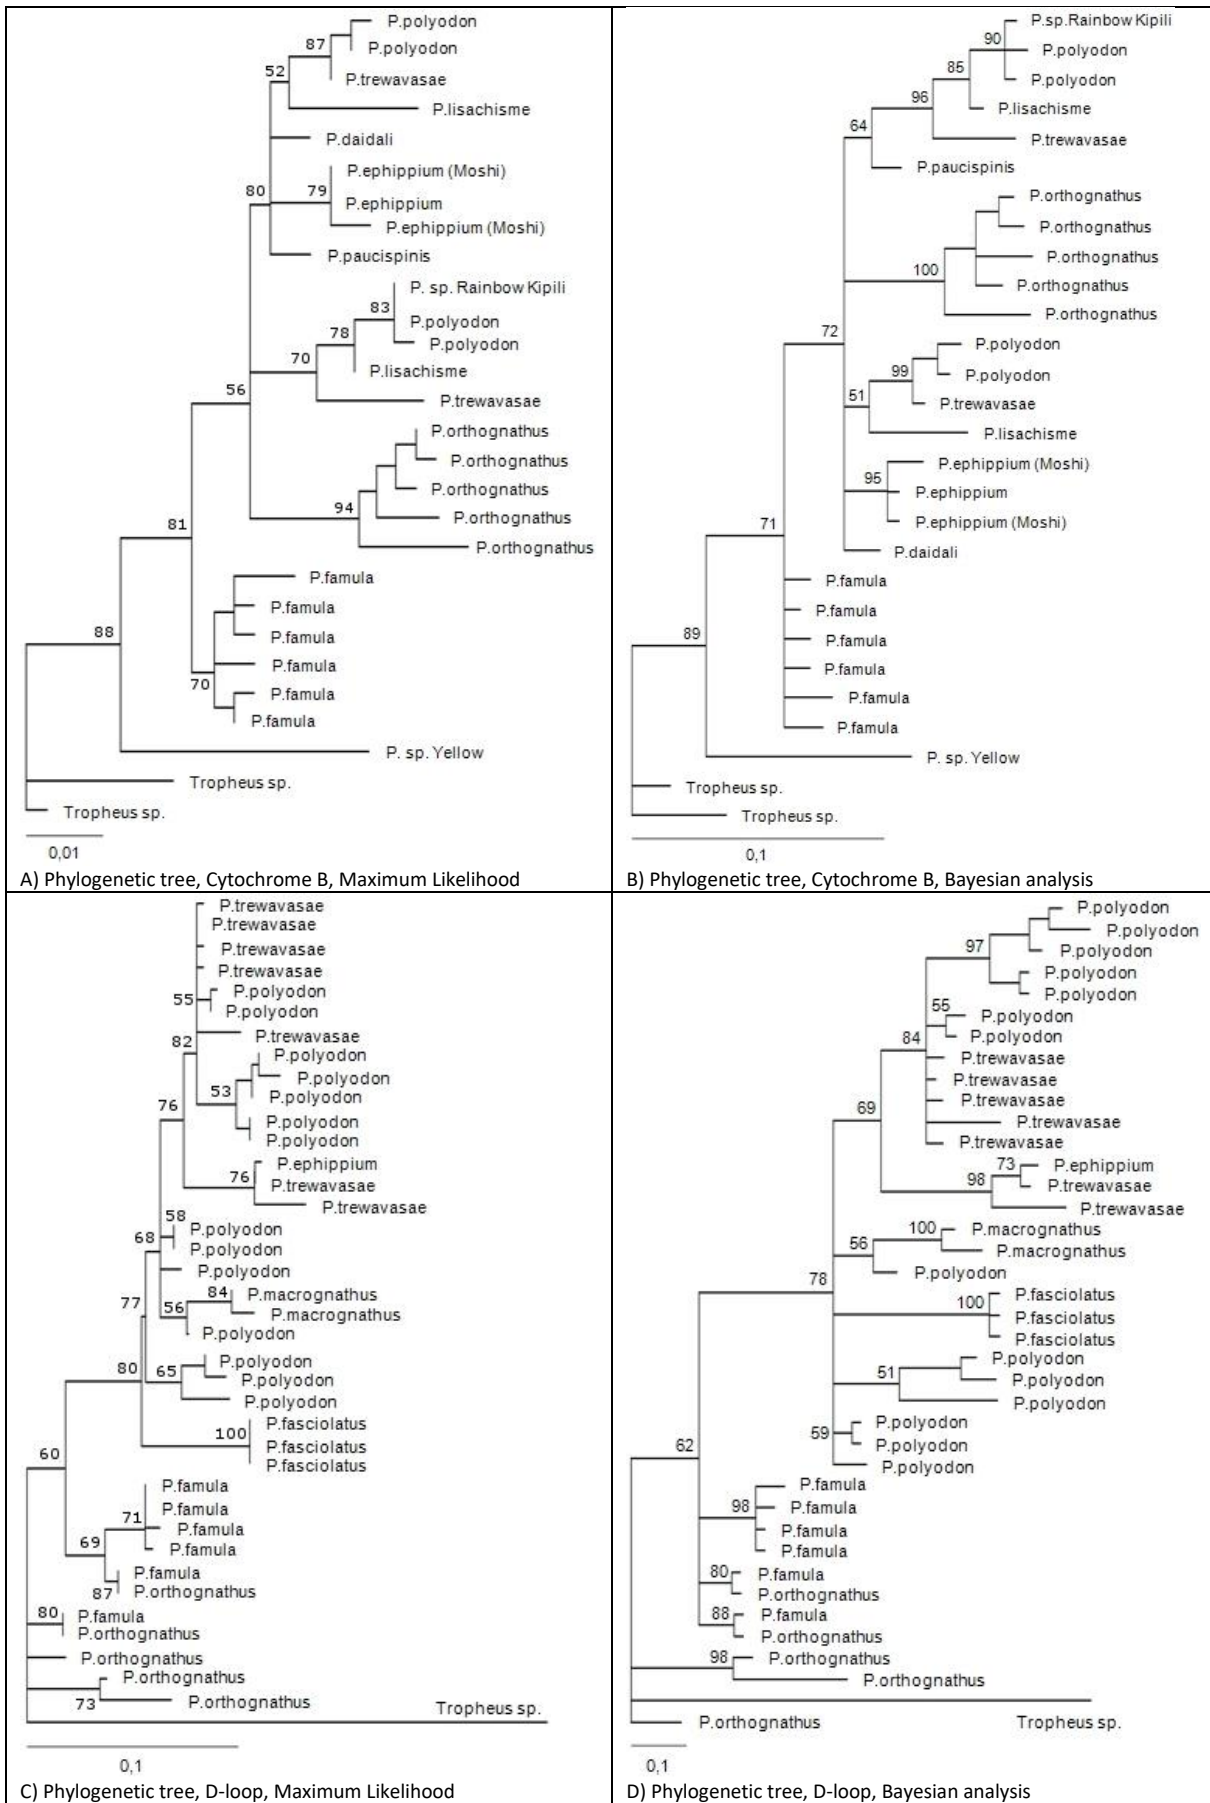 P.polyodon
87
P.polyodon
52
P.trewavasae
P.lisachisme
P.daidali
P.ephippium (Moshi)
80
79
P.ephippium
P.ephippium (Moshi)
P.paucispinis
P. sp. Rainbow Kipili
83
P.polyodon
78
P.polyodon
70
P.lisachisme
56
P.trewavasae
P.orthognathus
P.orthognathus
P.orthognathus
94
P.orthognathus
81
P.orthognathus
P.famula
P.famula
88
P.famula
P.famula
70
P.famula
P.famula
P. sp. Yellow
Tropheus sp.
Tropheus sp.
0,01
A) Phylogenetic tree, Cytochrome B, Maximum Likelihood
P.sp.Rainbow Kipili
90
P.polyodon
85
P.polyodon
96
P.lisachisme
64
P.trewavasae
P.paucispinis
P.orthognathus
P.orthognathus
P.orthognathus
100
P.orthognathus
P.orthognathus
72
P.polyodon
99
P.polyodon
51
P.trewavasae
P.lisachisme
P.ephippium (Moshi)
95
P.ephippium
71
P.ephippium (Moshi)
P.daidali
P.famula
P.famula
89
P.famula
P.famula
P.famula
P.famula
P. sp. Yellow
Tropheus sp.
Tropheus sp.
0,1
B) Phylogenetic tree, Cytochrome B, Bayesian analysis
P.trewavasae
P.trewavasae
P.trewavasae
P.trewavasae
P.polyodon
55
P.polyodon
P.trewavasae
82
P.polyodon
P.polyodon
53
P.polyodon
76
P.polyodon
P.polyodon
P.ephippium
76
P.trewavasae
P.trewavasae
58
P.polyodon
68
P.polyodon
P.polyodon
84
P.macrognathus
77
56
P.macrognathus
P.polyodon
P.polyodon
80
65
P.polyodon
P.polyodon
P.fasciolatus
100
P.fasciolatus
P.fasciolatus
60
P.famula
P.famula
71
P.famula
69
P.famula
P.famula
87
P.orthognathus
80
P.famula
P.orthognathus
P.orthognathus
P.orthognathus
73
P.orthognathus
Tropheus sp.
0,1
C) Phylogenetic tree, D-loop, Maximum Likelihood
P.polyodon
P.polyodon
97
P.polyodon
P.polyodon
P.polyodon
55
P.polyodon
84
P.polyodon
P.trewavasae
P.trewavasae
69
P.trewavasae
P.trewavasae
P.trewavasae
73
P.ephippium
98
P.trewavasae
P.trewavasae
100
P.macrognathus
56
P.macrognathus
78
P.polyodon
100
P.fasciolatus
P.fasciolatus
P.fasciolatus
P.polyodon
51
P.polyodon
P.polyodon
P.polyodon
59
P.polyodon
62
P.polyodon
P.famula
98
P.famula
P.famula
P.famula
80
P.famula
P.orthognathus
88
P.famula
P.orthognathus
98
P.orthognathus
P.orthognathus
P.orthognathus
Tropheus sp.
0,1
D) Phylogenetic tree, D-loop, Bayesian analysis